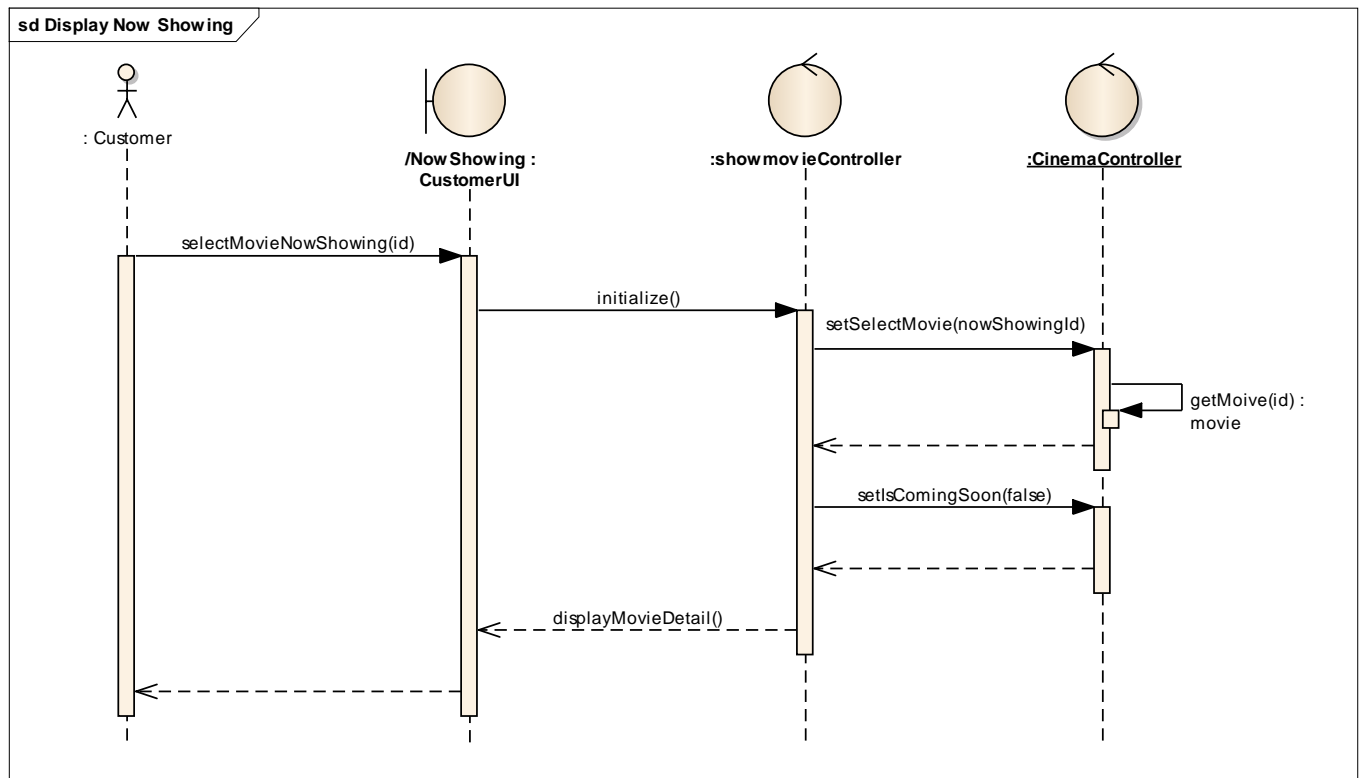 sd Display Now Showing
: Customer
/NowShowing :
CustomerUI
:showmovieController
:CinemaController
selectMovieNowShowing(id)
initialize()
setSelectMovie(nowShowingId)
getMoive(id) :
movie
setIsComingSoon(false)
displayMovieDetail()